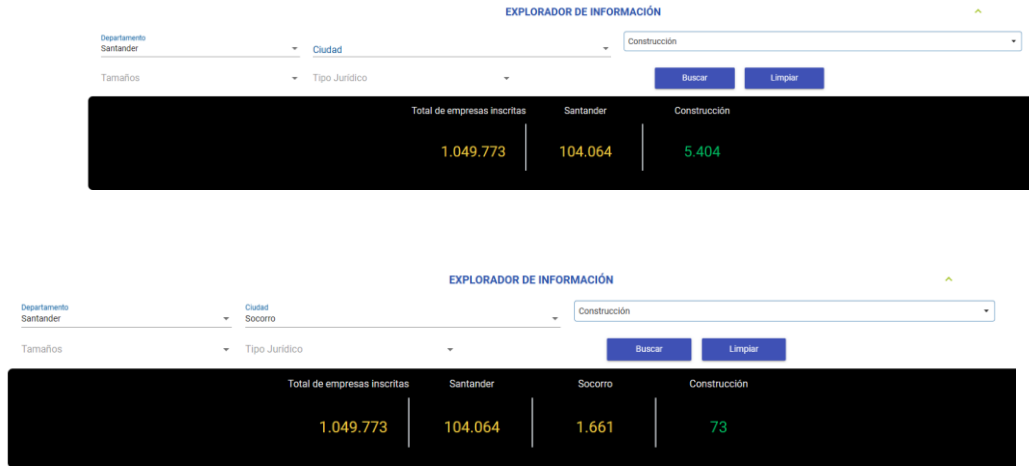 EXPLORADOR DE INFORMACIÓN
Departamento
Santander
Ciudad
Construcción
Tamaños
Tipo Jurídico
Buscar
Limpiar
Total de empresas inscritas Santander Construcción
1.049.773 104.064 5.404
EXPLORADOR DE INFORMACIÓN
Departamento Ciudad
Santander Socorro
Construcción
Tamaños
Tipo Jurídico
Buscar
Limpiar
Total de empresas inscritas Santander Socorro Construcción
1.049.773 104.064 1.661 73